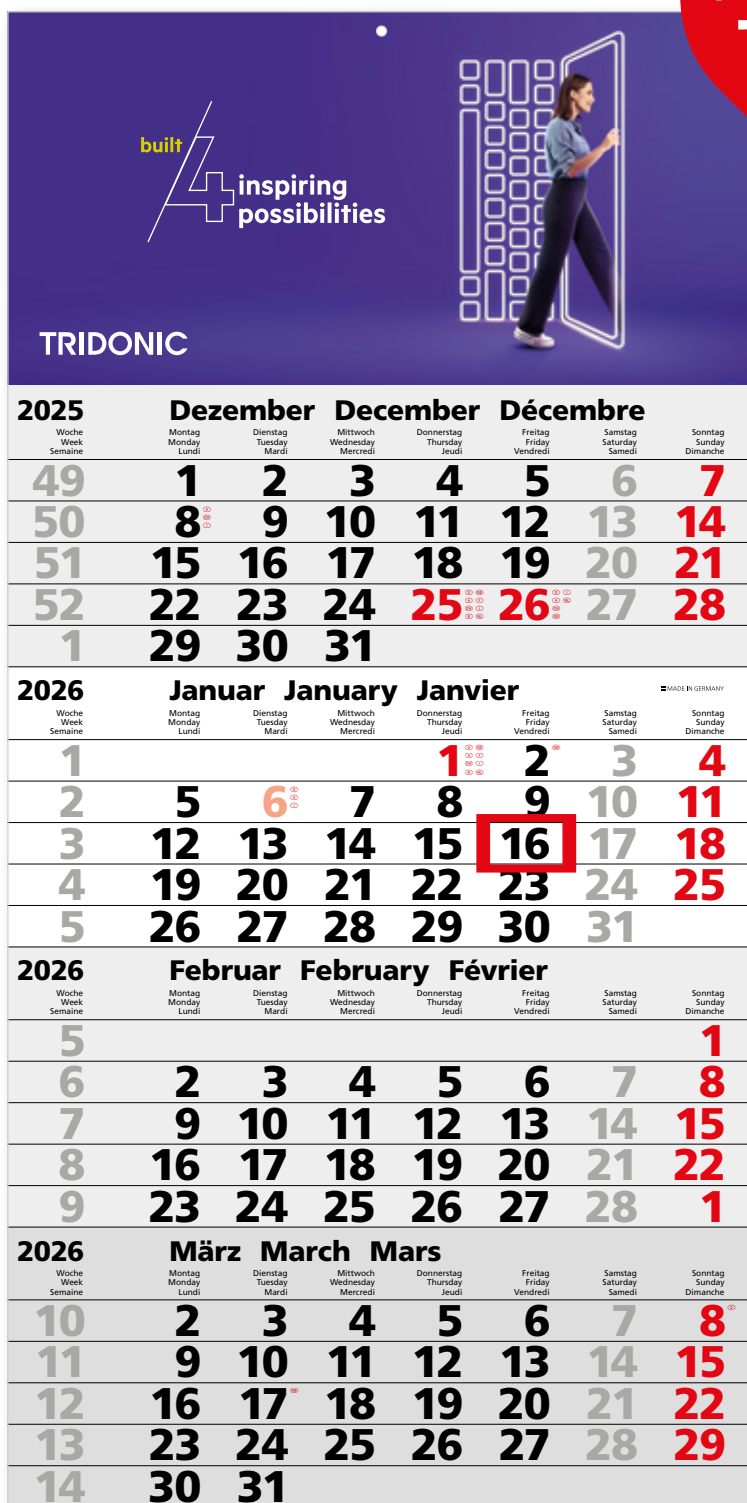 built
4 inspiring
possibilities
TRIDONIC
2025 Dezember December Décembre
Woche Montag Dienstag Mittwoch Donnerstag Freitag Samstag Sonntag
Week Monday Tuesday Wednesday Thursday Friday Saturday Sunday
Semaine Lundi Mardi Mercredi Jeudi Vendredi Samedi Dimanche
49 1 2 3 4 5 6 7
50 8 9 10 11 12 13 14
51 15 16 17 18 19 20 21
52 22 23 24 25 26 27 28
1 29 30 31
2026 Januar January Janvier MADE IN GERMANY
Woche Montag Dienstag Mittwoch Donnerstag Freitag Samstag Sonntag
Week Monday Tuesday Wednesday Thursday Friday Saturday Sunday
Semaine Lundi Mardi Mercredi Jeudi Vendredi Samedi Dimanche
1 1 2 3 4
2 5 6 7 8 9 10 11
3 12 13 14 15 16 17 18
4 19 20 21 22 23 24 25
5 26 27 28 29 30 31
2026 Februar February Février
Woche Montag Dienstag Mittwoch Donnerstag Freitag Samstag Sonntag
Week Monday Tuesday Wednesday Thursday Friday Saturday Sunday
Semaine Lundi Mardi Mercredi Jeudi Vendredi Samedi Dimanche
5 1
6 2 3 4 5 6 7 8
7 9 10 11 12 13 14 15
8 16 17 18 19 20 21 22
9 23 24 25 26 27 28 1
2026 März March Mars
Woche Montag Dienstag Mittwoch Donnerstag Freitag Samstag Sonntag
Week Monday Tuesday Wednesday Thursday Friday Saturday Sunday
Semaine Lundi Mardi Mercredi Jeudi Vendredi Samedi Dimanche
10 2 3 4 5 6 7 8
11 9 10 11 12 13 14 15
12 16 17 18 19 20 21 22
13 23 24 25 26 27 28 29
14 30 31